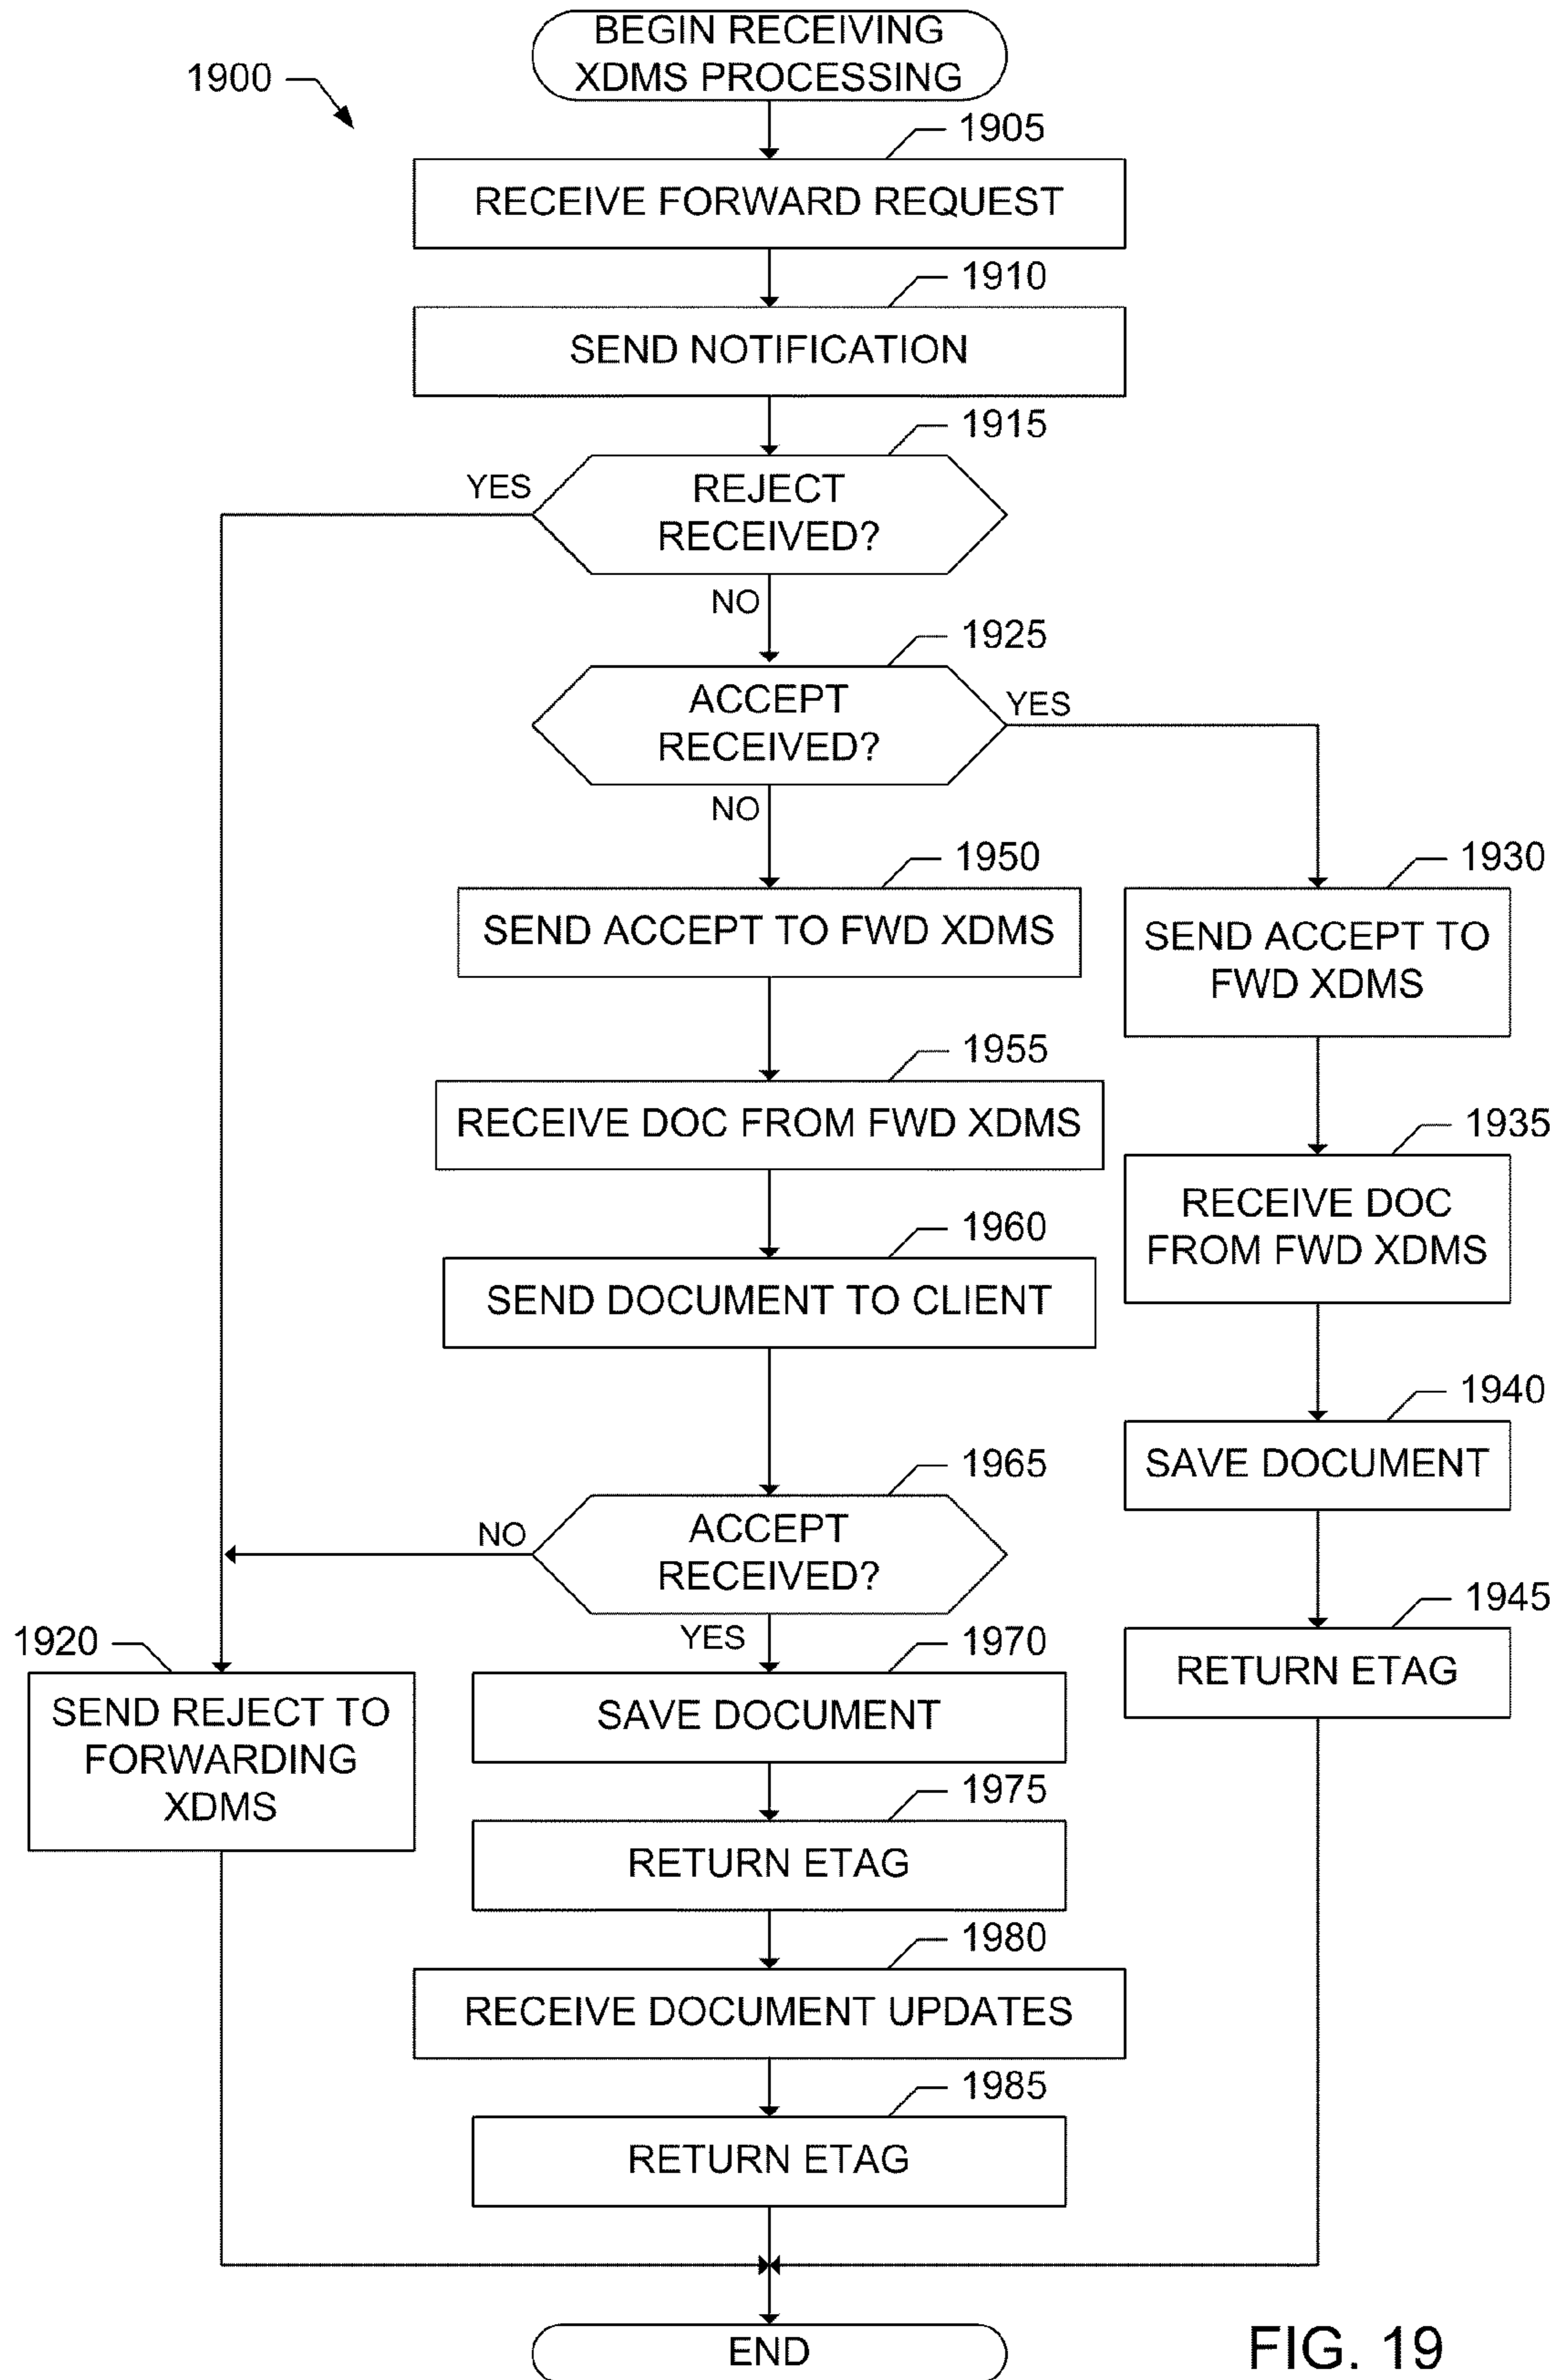 BEGIN RECEIVING
XDMS PROCESSING
1900
1905
RECEIVE FORWARD REQUEST
1910
SEND NOTIFICATION
1915
YES
REJECT
RECEIVED?
NO
1925
ACCEPT
RECEIVED?
YES
NO
1950
SEND ACCEPT TO FWD XDMS
1930
SEND ACCEPT TO
FWD XDMS
1955
RECEIVE DOC FROM FWD XDMS
1935
RECEIVE DOC
FROM FWD XDMS
1960
SEND DOCUMENT TO CLIENT
1940
SAVE DOCUMENT
1965
NO
ACCEPT
RECEIVED?
YES
1945
RETURN ETAG
1920
SEND REJECT TO
FORWARDING
XDMS
1970
SAVE DOCUMENT
1975
RETURN ETAG
1980
RECEIVE DOCUMENT UPDATES
1985
RETURN ETAG
END
FIG. 19